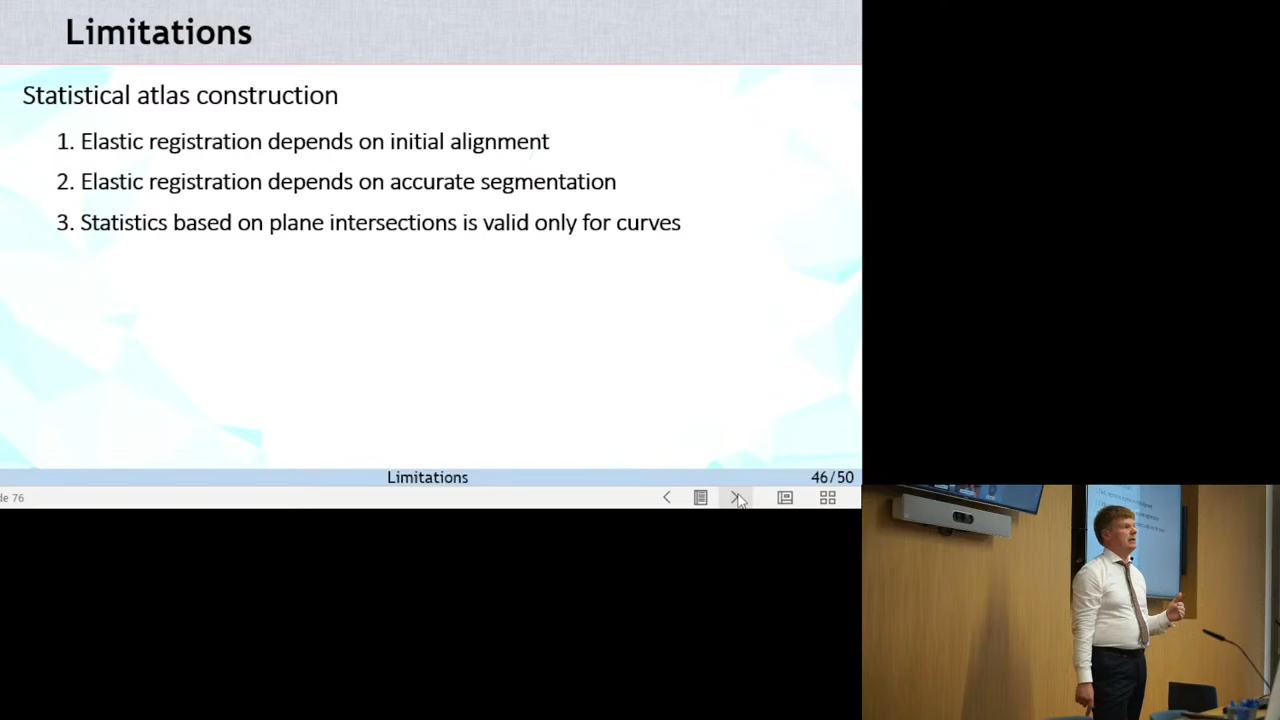 Limitations
Statistical atlas construction
1. Elastic registration depends on initial alignment
2. Elastic registration depends on accurate segmentation
3. Statistics based on plane intersections is valid only for curves
Limitations
46/50
de 76